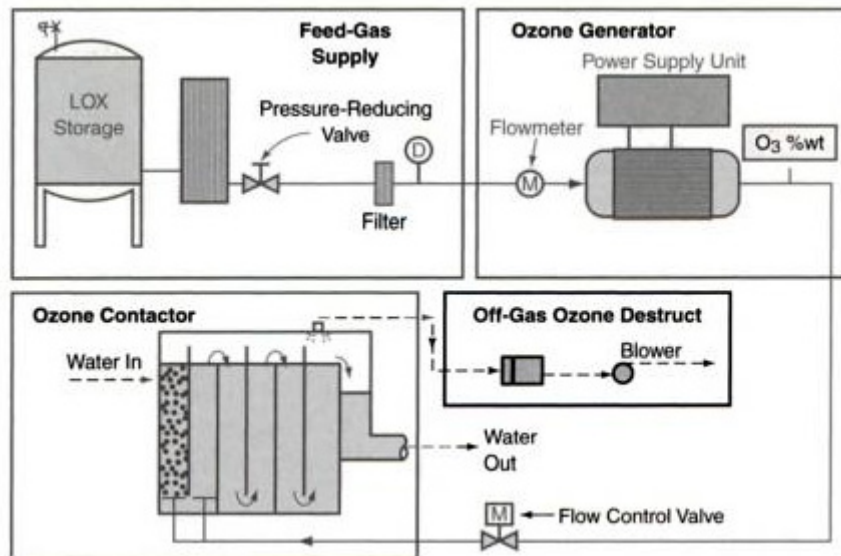 Feed-Gas
Supply
LOX
Storage
Pressure-Reducing
Valve
D
Filter
Ozone Generator
Power Supply Unit
Flowmeter
M
O₃ %wt
Ozone Contactor
Water In
Off-Gas Ozone Destruct
Blower
Water
Out
M
Flow Control Valve